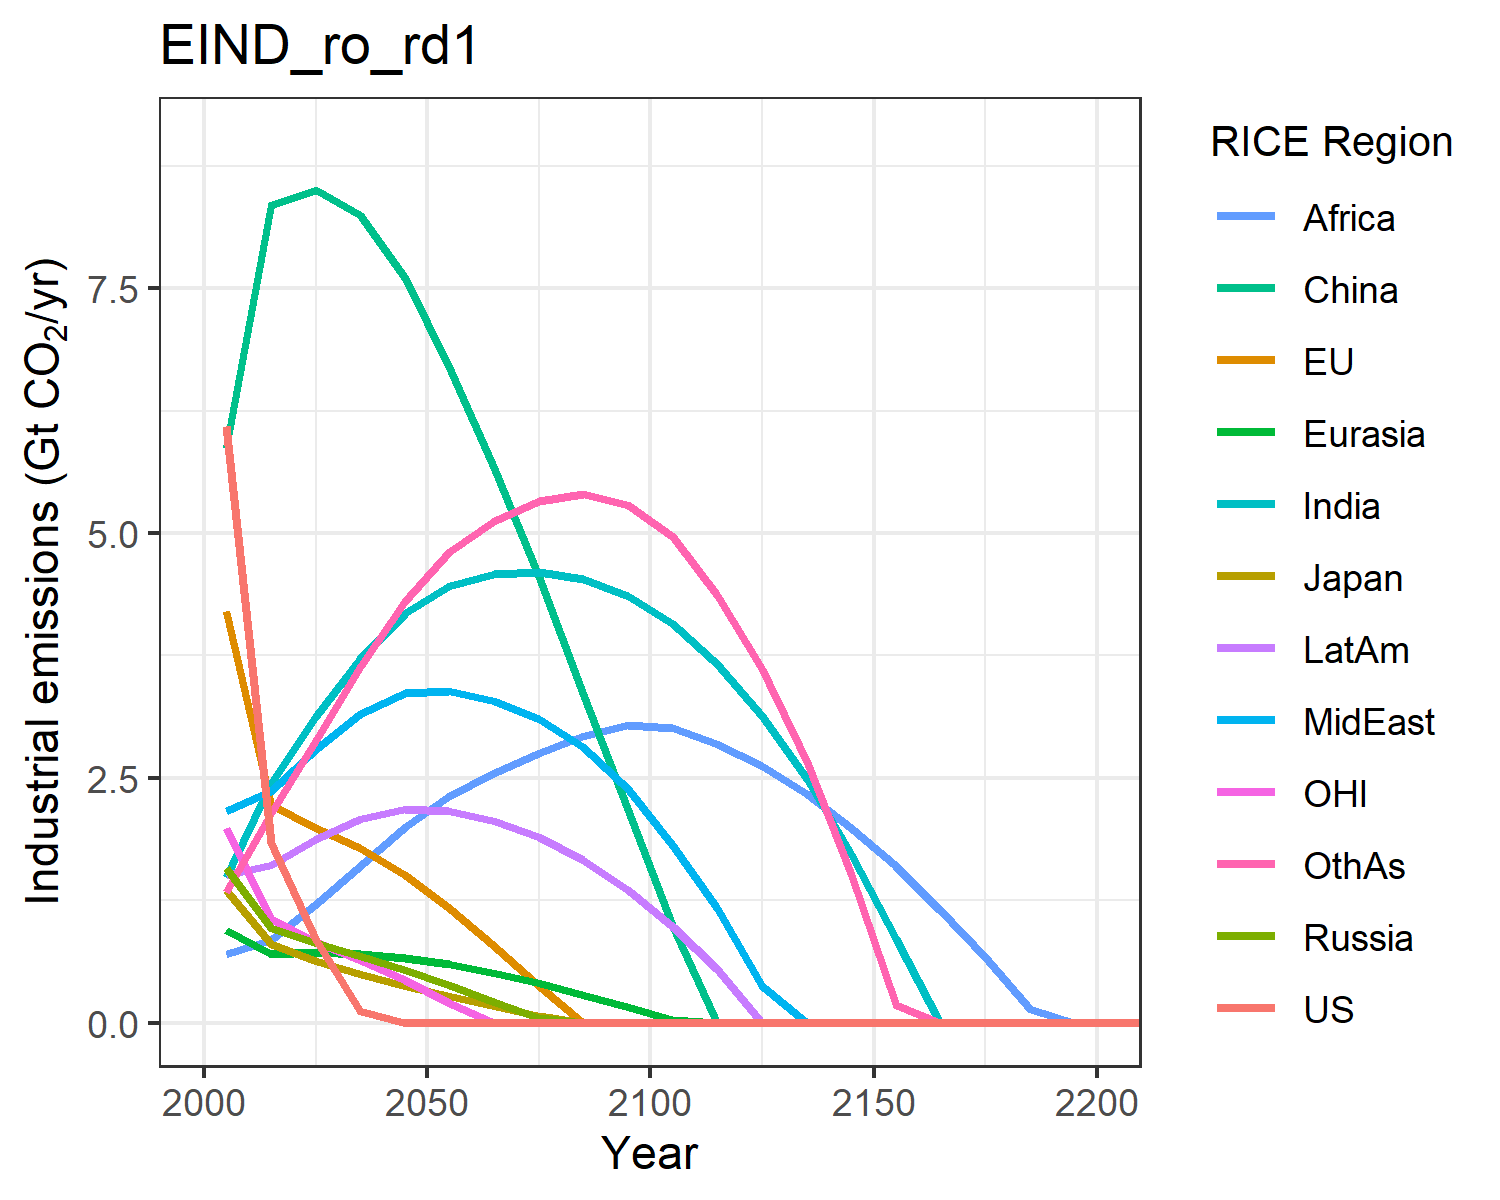 EIND_ro_rd1
Industrial emissions (Gt CO₂/yr)
7.5
5.0
2.5
0.0
2000 2050 2100 2150 2200
Year
RICE Region
Africa
China
EU
Eurasia
India
Japan
LatAm
MidEast
OHI
OthAs
Russia
US